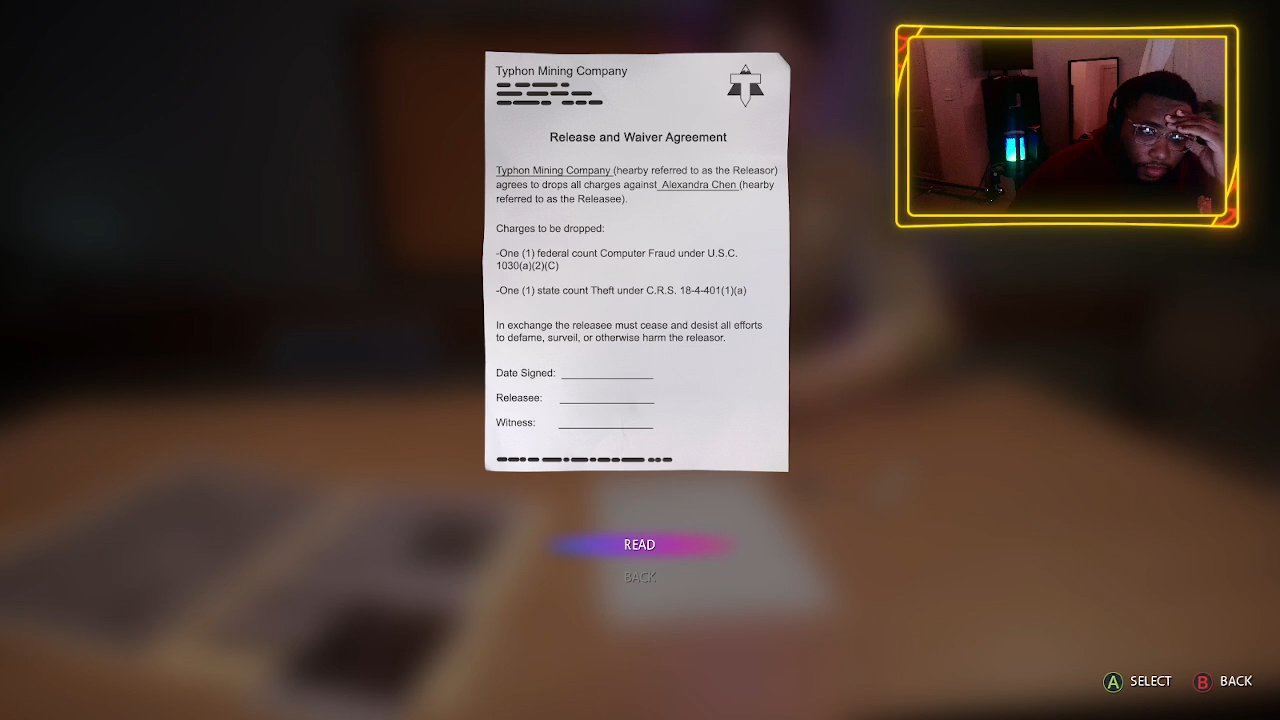 Typhon Mining Company
Release and Waiver Agreement
Typhon Mining Company (hearby referred to as the Releasor)
agrees to drops all charges against Alexandra Chen (hearby
referred to as the Releasee).
Charges to be dropped:
-One (1) federal count Computer Fraud under U.S.C.
1030(a)(2)(C)
-One (1) state count Theft under C.R.S. 18-4-401(1)(a)
In exchange the releasee must cease and desist all efforts
to defame, surveil, or otherwise harm the releasor.
Date Signed:
Releasee:
Witness:
READ
BACK
A SELECT B BACK